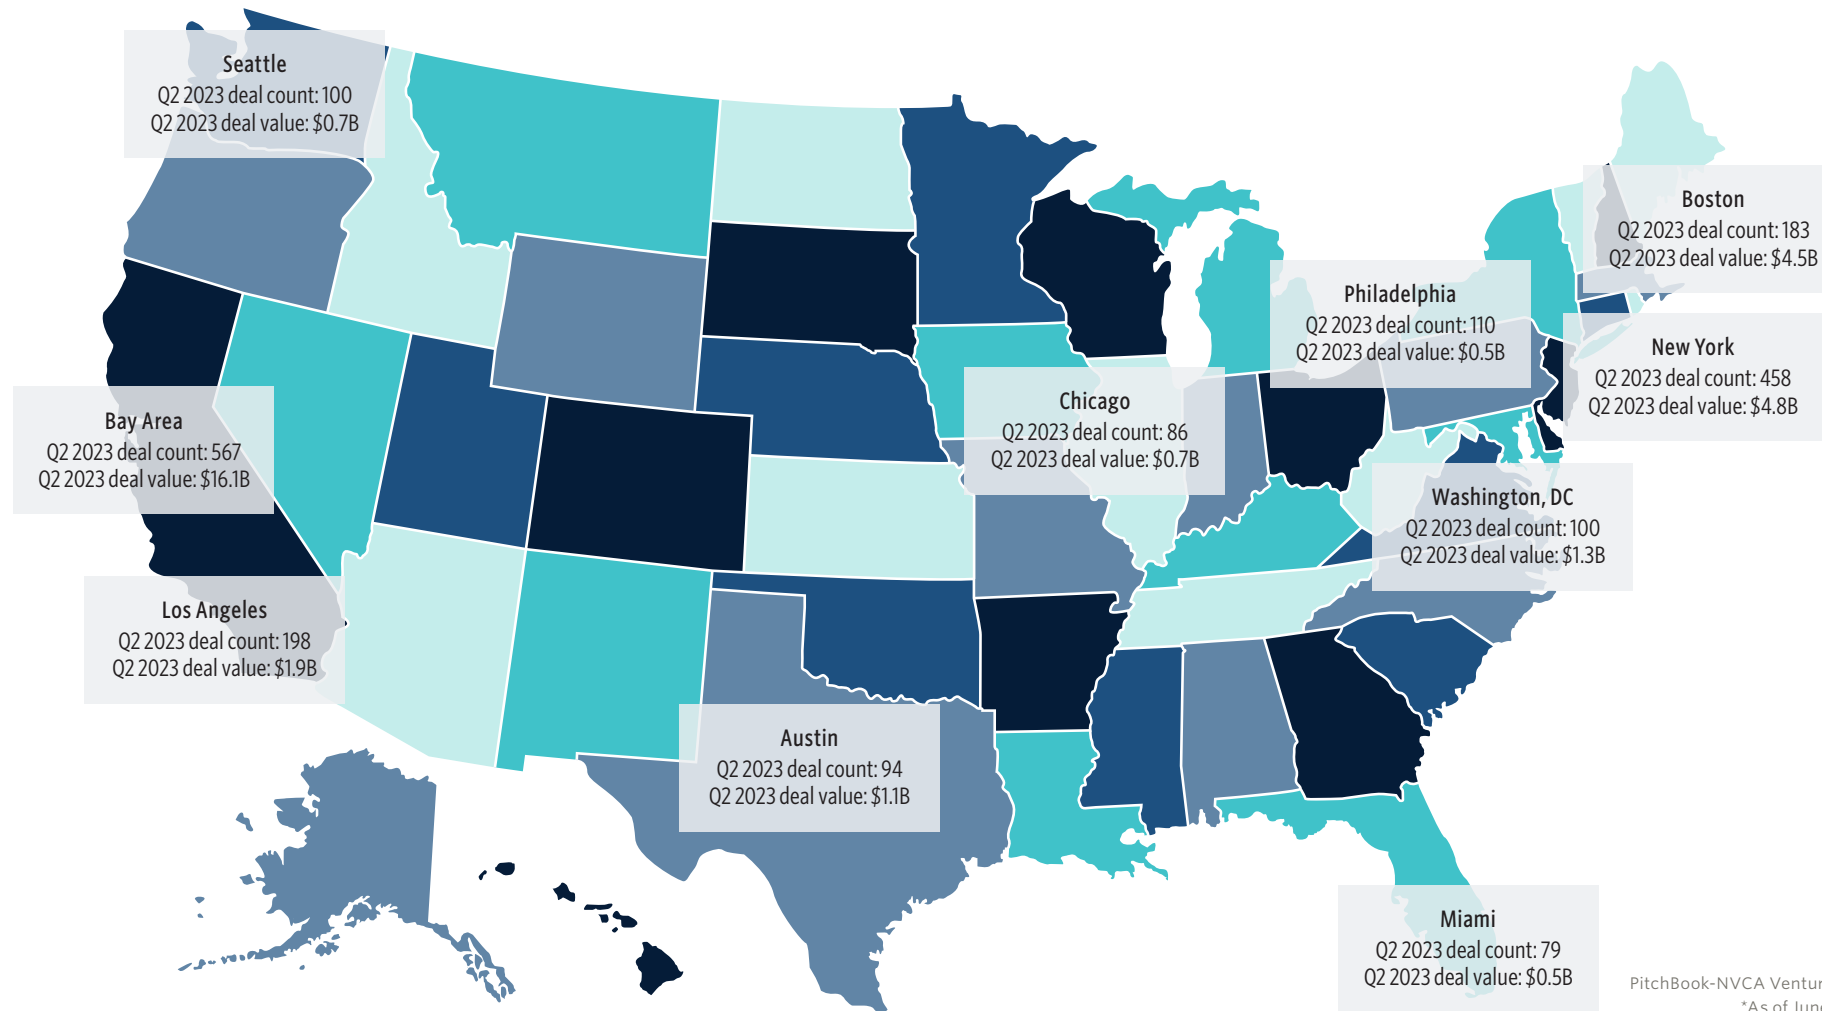 Seattle
Q2 2023 deal count: 100
Q2 2023 deal value: $0.7B
Boston
Q2 2023 deal count: 183
Q2 2023 deal value: $4.5B
Philadelphia
Q2 2023 deal count: 110
Q2 2023 deal value: $0.5B
New York
Q2 2023 deal count: 458
Q2 2023 deal value: $4.8B
Chicago
Q2 2023 deal count: 86
Q2 2023 deal value: $0.7B
Bay Area
Q2 2023 deal count: 567
Q2 2023 deal value: $16.1B
Washington, DC
Q2 2023 deal count: 100
Q2 2023 deal value: $1.3B
Los Angeles
Q2 2023 deal count: 198
Q2 2023 deal value: $1.9B
Austin
Q2 2023 deal count: 94
Q2 2023 deal value: $1.1B
Miami
Q2 2023 deal count: 79
Q2 2023 deal value: $0.5B
PitchBook-NVCA Ventur
*As of June